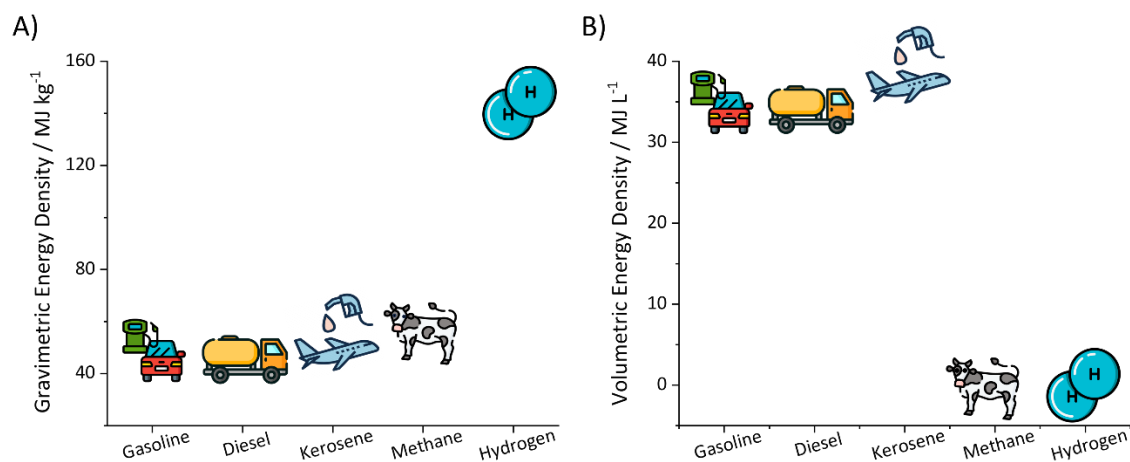 A)
Gravimetric Energy Density / MJ kg⁻¹
160
120
80
40
Gasoline
Diesel
Kerosene
Methane
Hydrogen
H
H
B)
Volumetric Energy Density / MJ L⁻¹
40
30
20
10
0
Gasoline
Diesel
Kerosene
Methane
Hydrogen
H
H